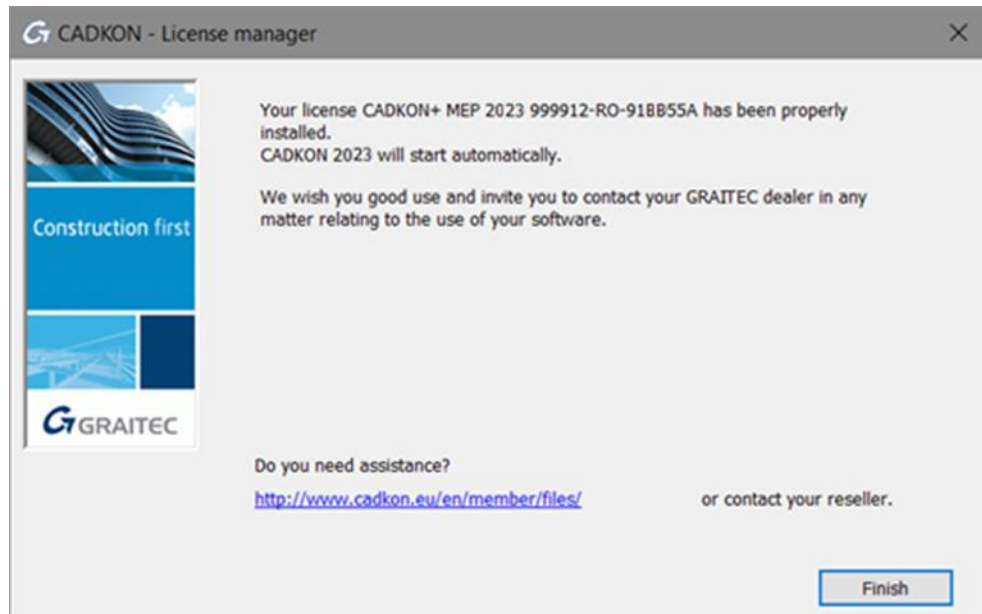 CADKON - License manager
Your license CADKON+ MEP 2023 999912-RO-91BB55A has been properly
installed.
CADKON 2023 will start automatically.
We wish you good use and invite you to contact your GRAITEC dealer in any
matter relating to the use of your software.
Construction first
GRAITEC
Do you need assistance?
http://www.cadkon.eu/en/member/files/ or contact your reseller.
Finish